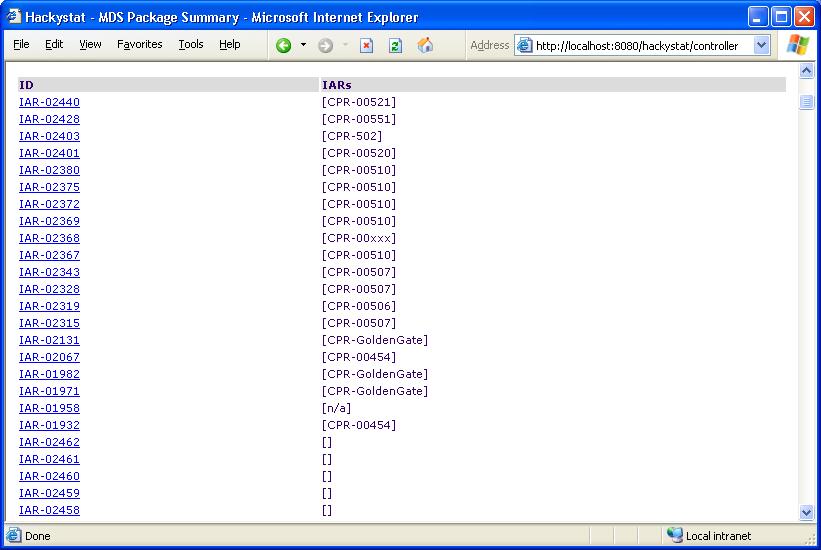 Hackystat - MDS Package Summary - Microsoft Internet Explorer
File Edit View Favorites Tools Help Address http://localhost:8080/hackystat/controller
ID IARs
IAR-02440 [CPR-00521]
IAR-02428 [CPR-00551]
IAR-02403 [CPR-502]
IAR-02401 [CPR-00520]
IAR-02380 [CPR-00510]
IAR-02375 [CPR-00510]
IAR-02372 [CPR-00510]
IAR-02369 [CPR-00510]
IAR-02368 [CPR-00xxx]
IAR-02367 [CPR-00510]
IAR-02343 [CPR-00507]
IAR-02328 [CPR-00507]
IAR-02319 [CPR-00506]
IAR-02315 [CPR-00507]
IAR-02131 [CPR-GoldenGate]
IAR-02067 [CPR-00454]
IAR-01982 [CPR-GoldenGate]
IAR-01971 [CPR-GoldenGate]
IAR-01958 [n/a]
IAR-01932 [CPR-00454]
IAR-02462 []
IAR-02461 []
IAR-02460 []
IAR-02459 []
IAR-02458 []
Done Local intranet